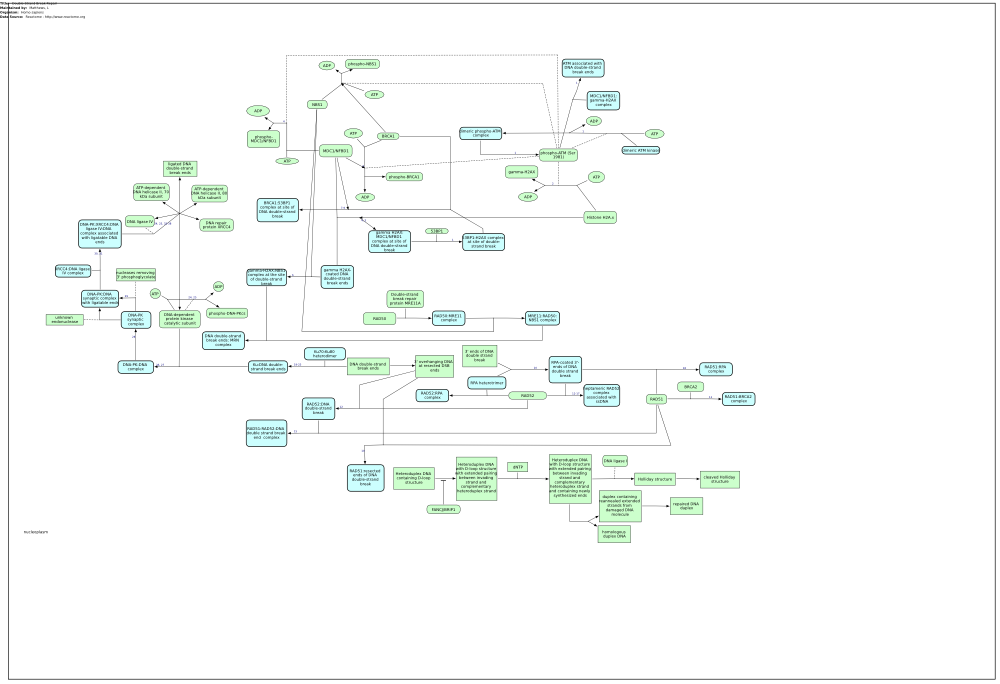 Title: Double-Strand Break Repair
Maintained by: Matthews, L
Organism: Homo sapiens
Data Source: Reactome - http://www.reactome.org
ADP
phospho-NBS1
ATM associated with
DNA double-strand
break ends
NBS1
ATP
MDC1/NFBD1:
gamma-H2AX
complex
ADP
phospho-
MDC1/NFBD1
ATP
BRCA1
dimeric phospho-ATM
complex
ADP
ATP
ATP
MDC1/NFBD1
phospho-ATM (Ser
1981)
dimeric ATM kinase
phospho-BRCA1
ADP
gamma-H2AX
ATP
ADP
Histone H2A.x
ligated DNA
double-strand
break ends
ATP-dependent
DNA helicase II, 70
kDa subunit
ATP-dependent
DNA helicase II, 80
kDa subunit
DNA ligase IV
DNA repair
protein XRCC4
DNA-PK:XRCC4:DNA
ligase IV:DNA
complex associated
with ligatable DNA
ends
BRCA1:53BP1
complex at site of
DNA double-strand
break
gamma H2AX:
MDC1/NFBD1
complex at site of
DNA double-strand
break
53BP1
53BP1:H2AX complex
at site of double-
strand break
XRCC4:DNA ligase
IV complex
nucleases removing
3' phosphoglycolate
gamma-H2AX:NBS1
complex at the site
of double-strand
break
gamma H2AX-
coated DNA
double-strand
break ends
DNA-PK:DNA
synaptic complex
with ligatable ends
ATP
ADP
phospho-DNA-PKcs
unknown
endonuclease
DNA-PK
synaptic
complex
DNA-dependent
protein kinase
catalytic subunit
Double-strand
break repair
protein MRE11A
RAD50
RAD50:MRE11
complex
MRE11:RAD50:
NBS1 complex
DNA double-strand
break ends: MRN
complex
DNA-PK:DNA
complex
Ku:DNA double-
strand break ends
Ku70:Ku80
heterodimer
DNA double-strand
break ends
3' overhanging DNA
at resected DSB
ends
3' ends of DNA
double strand
break
RPA heterotrimer
RPA-coated 3'
ends of DNA
double-strand
break
RAD51:RPA
complex
RAD52:RPA
complex
RAD52
heptameric RAD52
complex
associated with
ssDNA
RAD51
BRCA2
RAD51:BRCA2
complex
RAD52:DNA
double-strand
break
RAD51:RAD52-DNA
double strand break
end complex
RAD51:resected
ends of DNA
double-strand
break
Heteroduplex DNA
containing D-loop
structure
FANCJ/BRIP1
Heteroduplex DNA
with D-loop structure
with extended pairing
between invading
strand and
complementary
heteroduplex strand
dNTP
Heteroduplex DNA
with D-loop structure
with extended pairing
between invading
strand and
complementary
heteroduplex strand
and containing newly
synthesized ends
DNA ligase I
Holliday structure
cleaved Holliday
structure
duplex containing
reannealed extended
strands from
damaged DNA
molecule
repaired DNA
duplex
homologous
duplex DNA
nucleoplasm